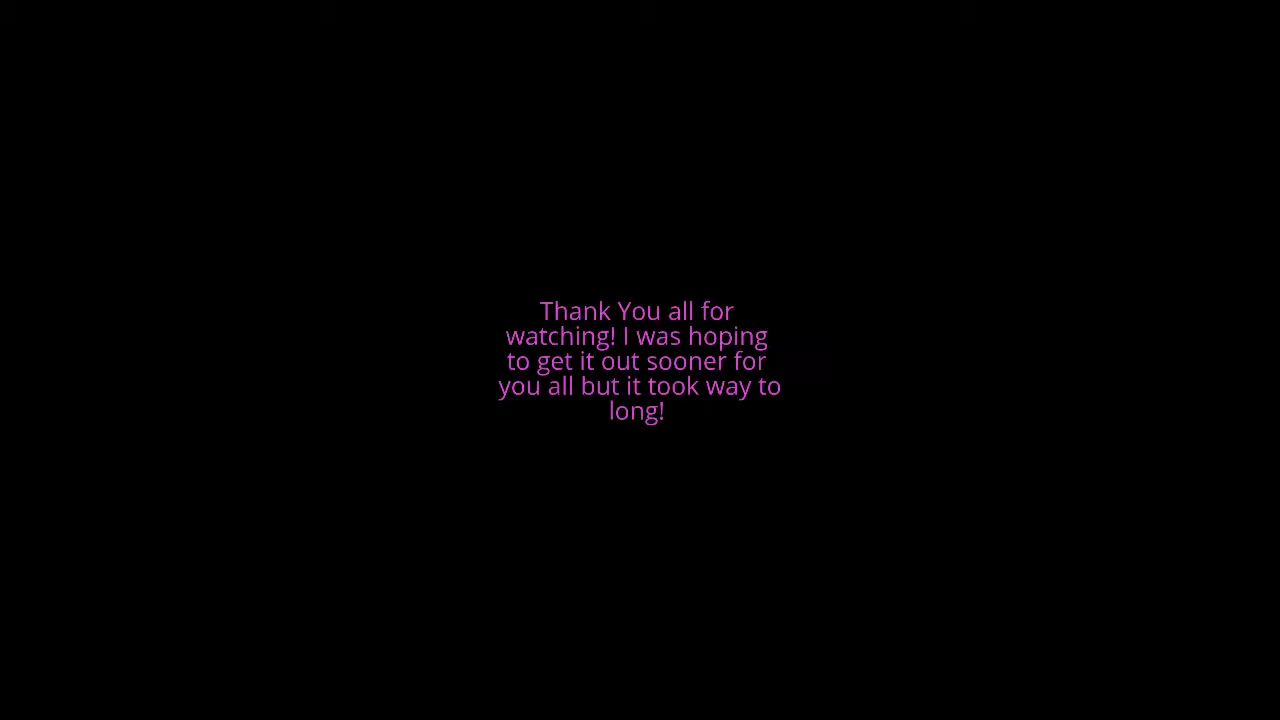 Thank You all for
watching! I was hoping
to get it out sooner for
you all but it took way to
long!